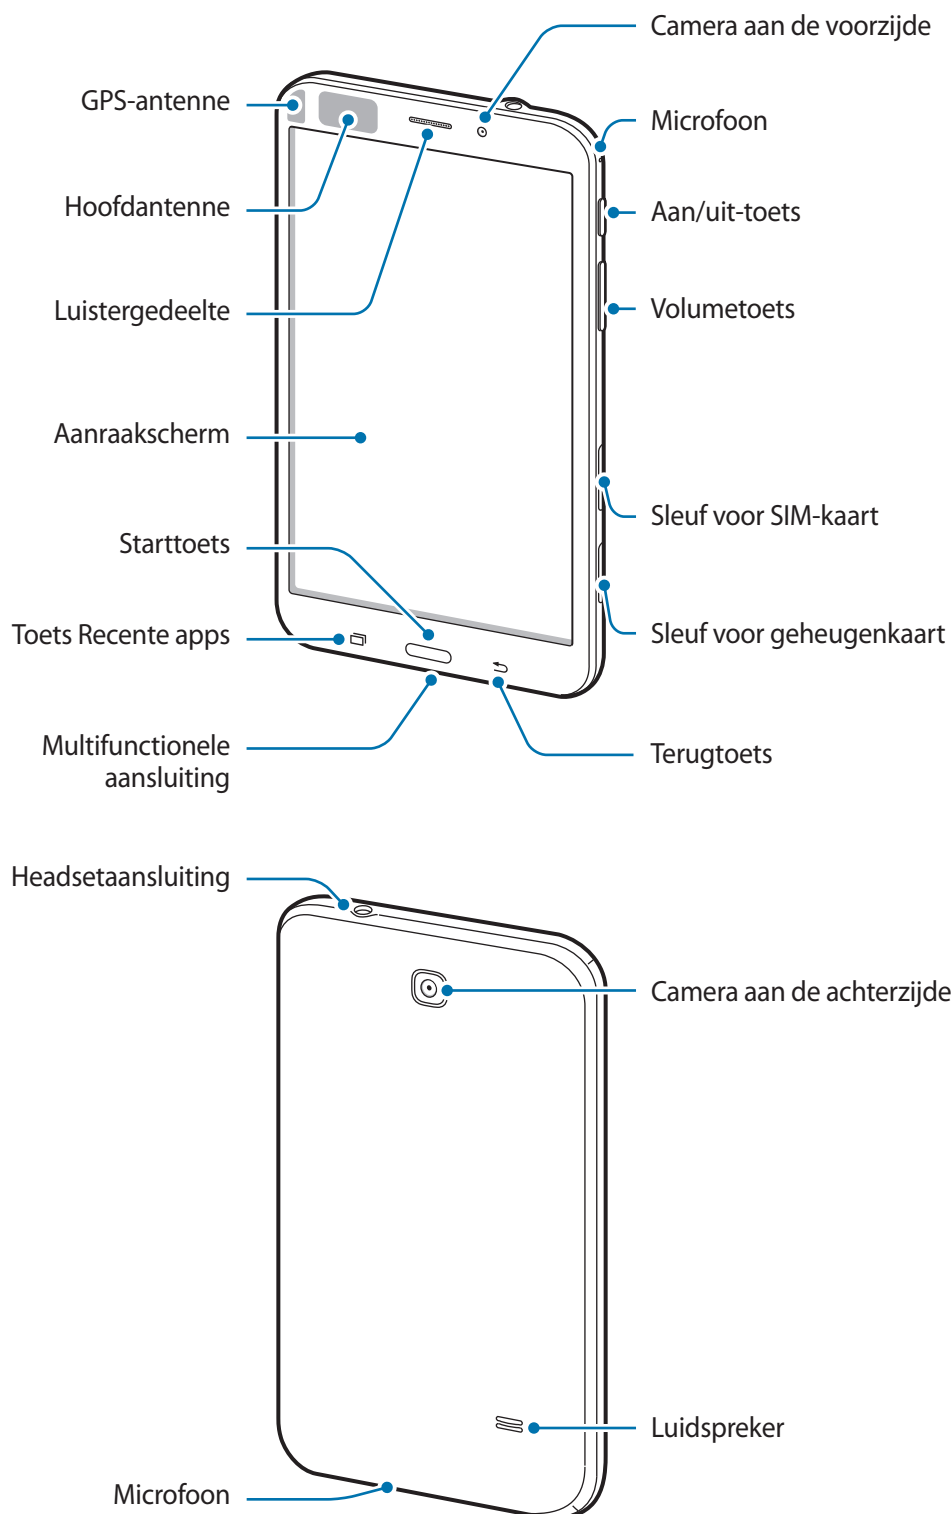 Camera aan de voorzijde
GPS-antenne
Microfoon
Hoofdantenne
Aan/uit-toets
Luistergedeelte
Volumetoets
Aanraakscherm
Sleuf voor SIM-kaart
Starttoets
Toets Recente apps
Sleuf voor geheugenkaart
Multifunctionele
aansluiting
Terugtoets
Headsetaansluiting
Camera aan de achterzijde
Luidspreker
Microfoon